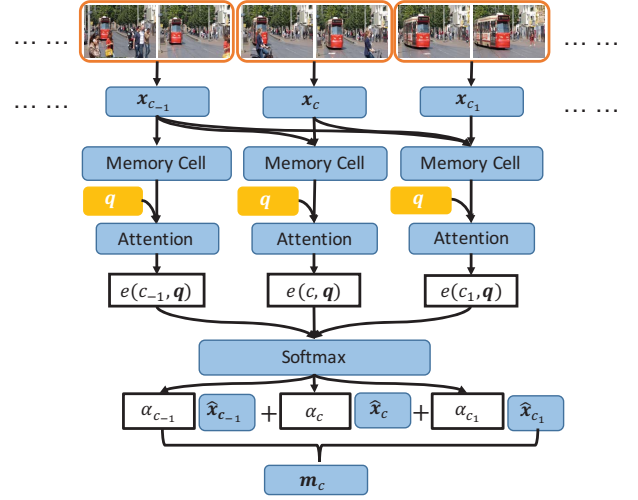 ... ... ... ...
... ... 𝒙_{c_{-1}} 𝒙_c 𝒙_{c_1} ... ...
Memory Cell Memory Cell Memory Cell
q q q
Attention Attention Attention
e(c_{-1}, q) e(c, q) e(c_1, q)
Softmax
α_{c_{-1}} x̂_{c_{-1}} + α_c x̂_c + α_{c_1} x̂_{c_1}
m_c